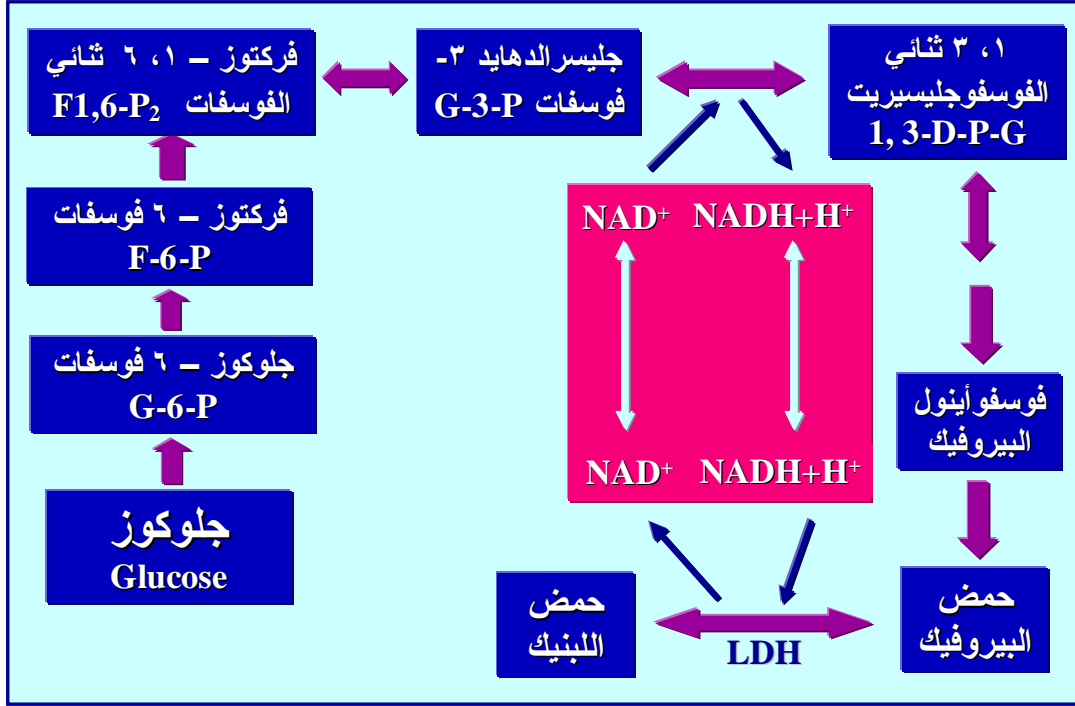 فركتوز – ١، ٦ ثنائي
الفوسفات F1,6-P₂
جليسرالدهايد ٣-
فوسفات G-3-P
١، ٣ ثنائي
الفوسفوجليسيريت
1, 3-D-P-G
فركتوز – ٦ فوسفات
F-6-P
NAD⁺ NADH+H⁺
جلوكوز – ٦ فوسفات
G-6-P
فوسفوأينول
البيروفيك
NAD⁺ NADH+H⁺
جلوكوز
Glucose
حمض
اللبنيك
LDH
حمض
البيروفيك